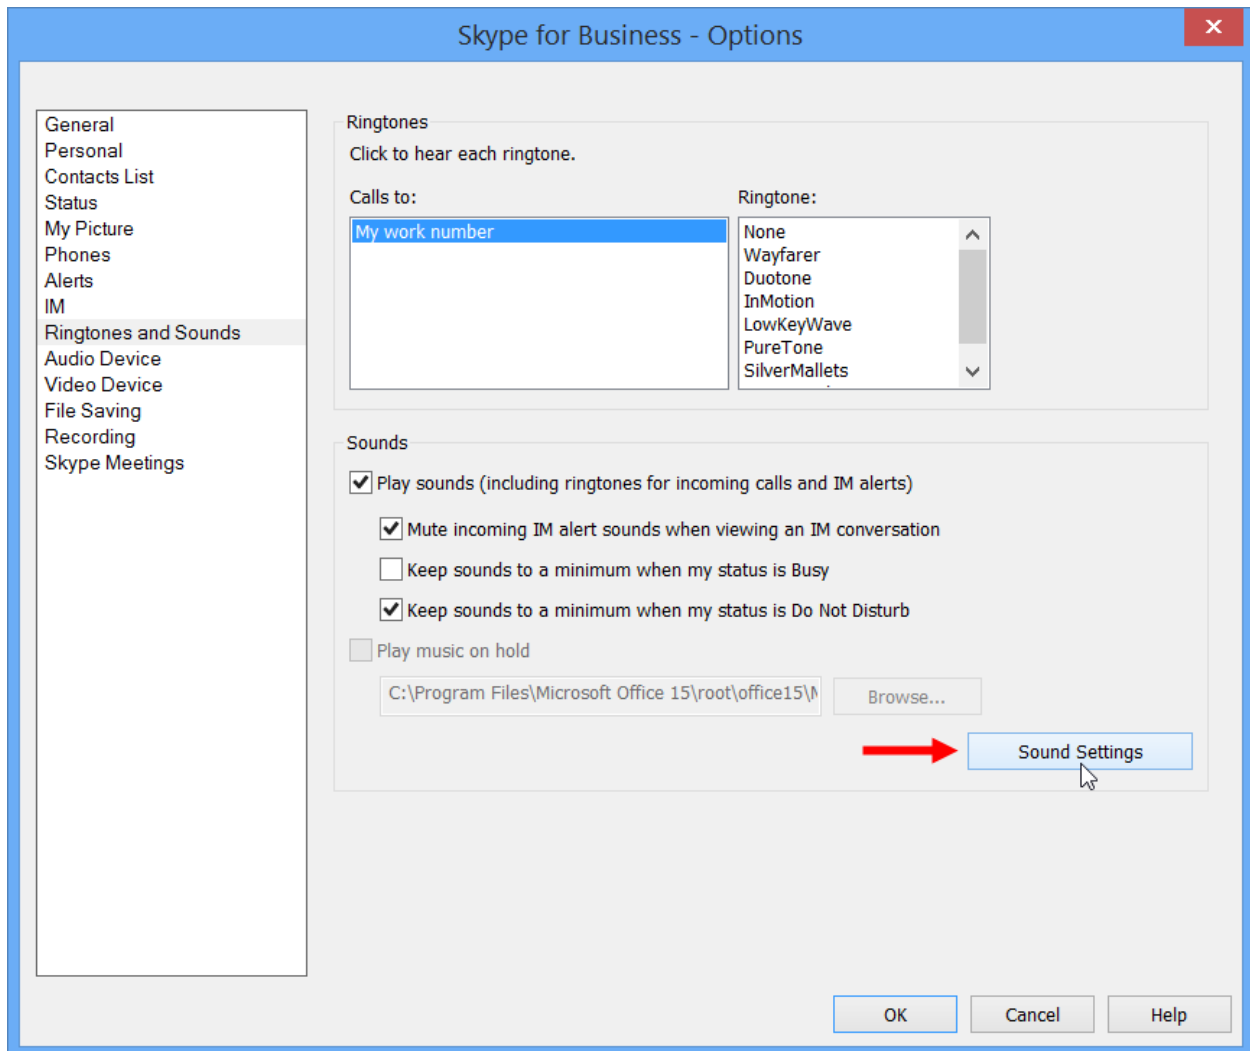 Skype for Business - Options
General
Personal
Contacts List
Status
My Picture
Phones
Alerts
IM
Ringtones and Sounds
Audio Device
Video Device
File Saving
Recording
Skype Meetings
Ringtones
Click to hear each ringtone.
Calls to:
My work number
Ringtone:
None
Wayfarer
Duotone
InMotion
LowKeyWave
PureTone
SilverMallets
Sounds
Play sounds (including ringtones for incoming calls and IM alerts)
Mute incoming IM alert sounds when viewing an IM conversation
Keep sounds to a minimum when my status is Busy
Keep sounds to a minimum when my status is Do Not Disturb
Play music on hold
C:\Program Files\Microsoft Office 15\root\office15\
Browse...
Sound Settings
OK
Cancel
Help